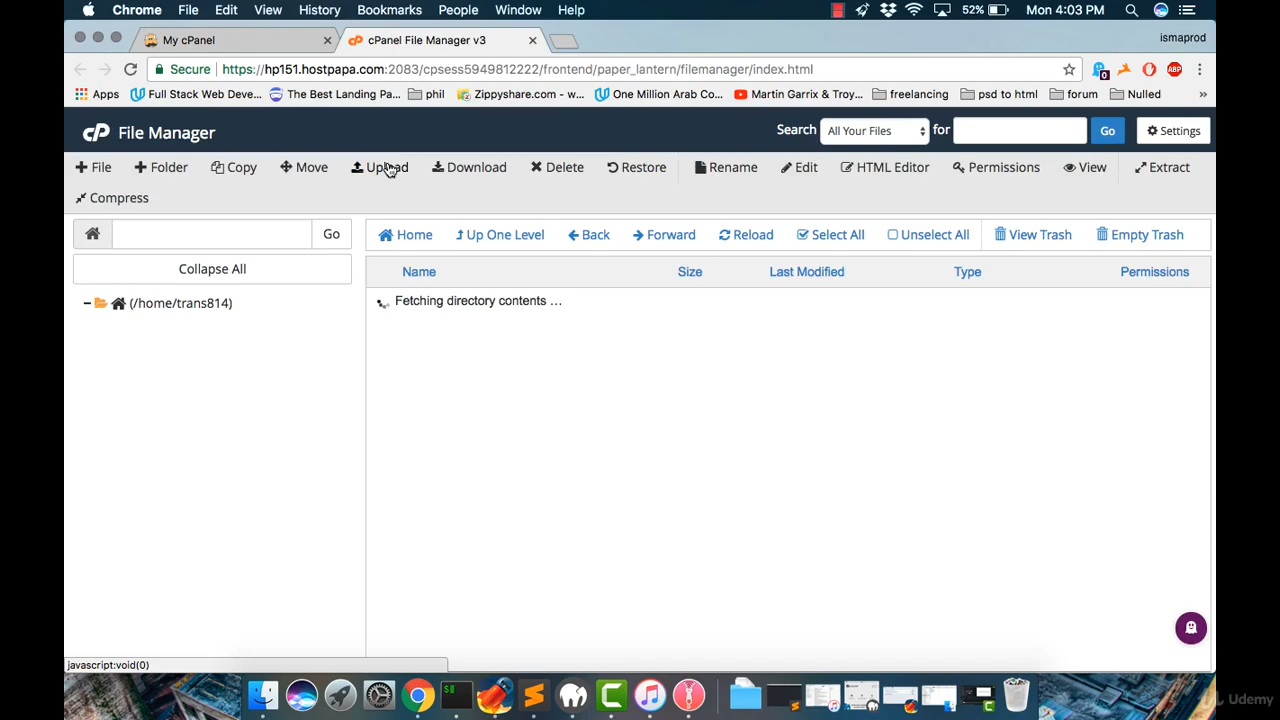 Chrome File Edit View History Bookmarks People Window Help 52% Mon 4:03 PM
My cPanel cPanel File Manager v3 ismaprod
Secure https://hp151.hostpapa.com:2083/cpsess5949812222/frontend/paper_lantern/filemanager/index.html 0 ABP
Apps Full Stack Web Deve... The Best Landing Pa... phil Zippyshare.com - w... One Million Arab Co... Martin Garrix & Troy... freelancing psd to html forum Nulled »
cP File Manager Search All Your Files for Go Settings
File Folder Copy Move Upload Download Delete Restore Rename Edit HTML Editor Permissions View Extract
Compress
Go Home Up One Level Back Forward Reload Select All Unselect All View Trash Empty Trash
Collapse All Name Size Last Modified Type Permissions
(/home/trans814) Fetching directory contents ...
javascript:void(0)
Udemy